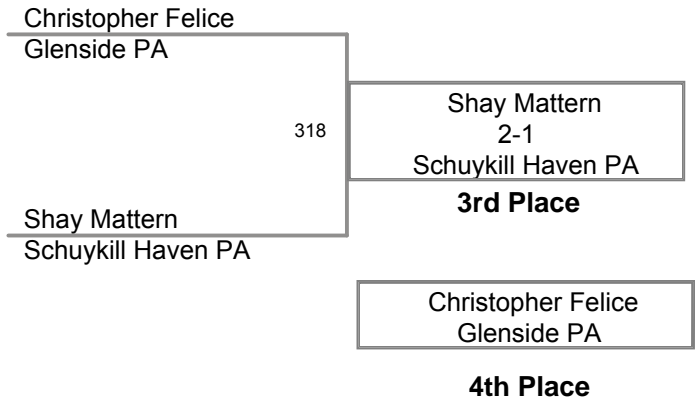 Christopher Felice
Glenside PA
318
Shay Mattern
2-1
Schuykill Haven PA
3rd Place
Shay Mattern
Schuykill Haven PA
Christopher Felice
Glenside PA
4th Place